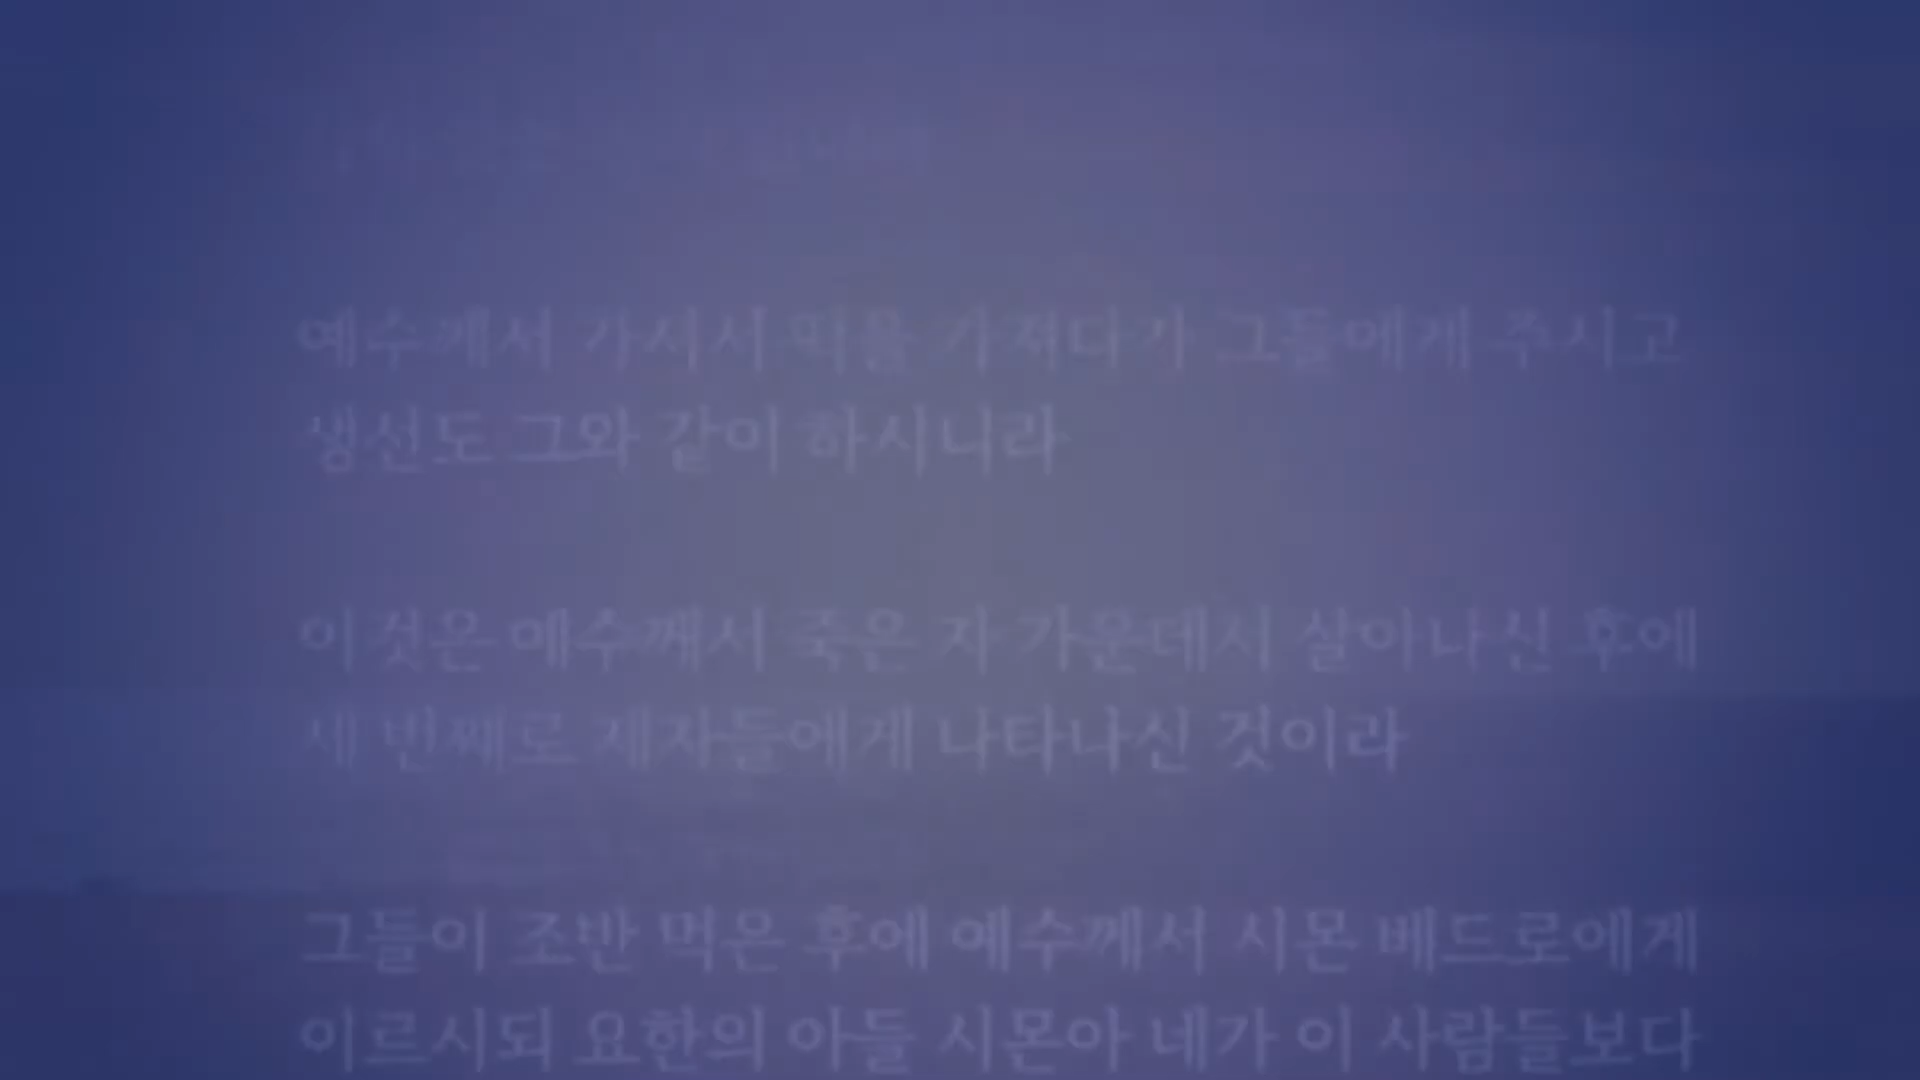 예수께서 가시서 떡을 가져다가 그들에게 주시고
생선도 그와 같이 하시니라
이것은 예수께서 죽은 자 가운데서 살아나신 후에
세 번째로 제자들에게 나타나신 것이라
그들이 조반 먹은 후에 예수께서 시몬 베드로에게
이르시되 요한의 아들 시몬아 네가 이 사람들보다